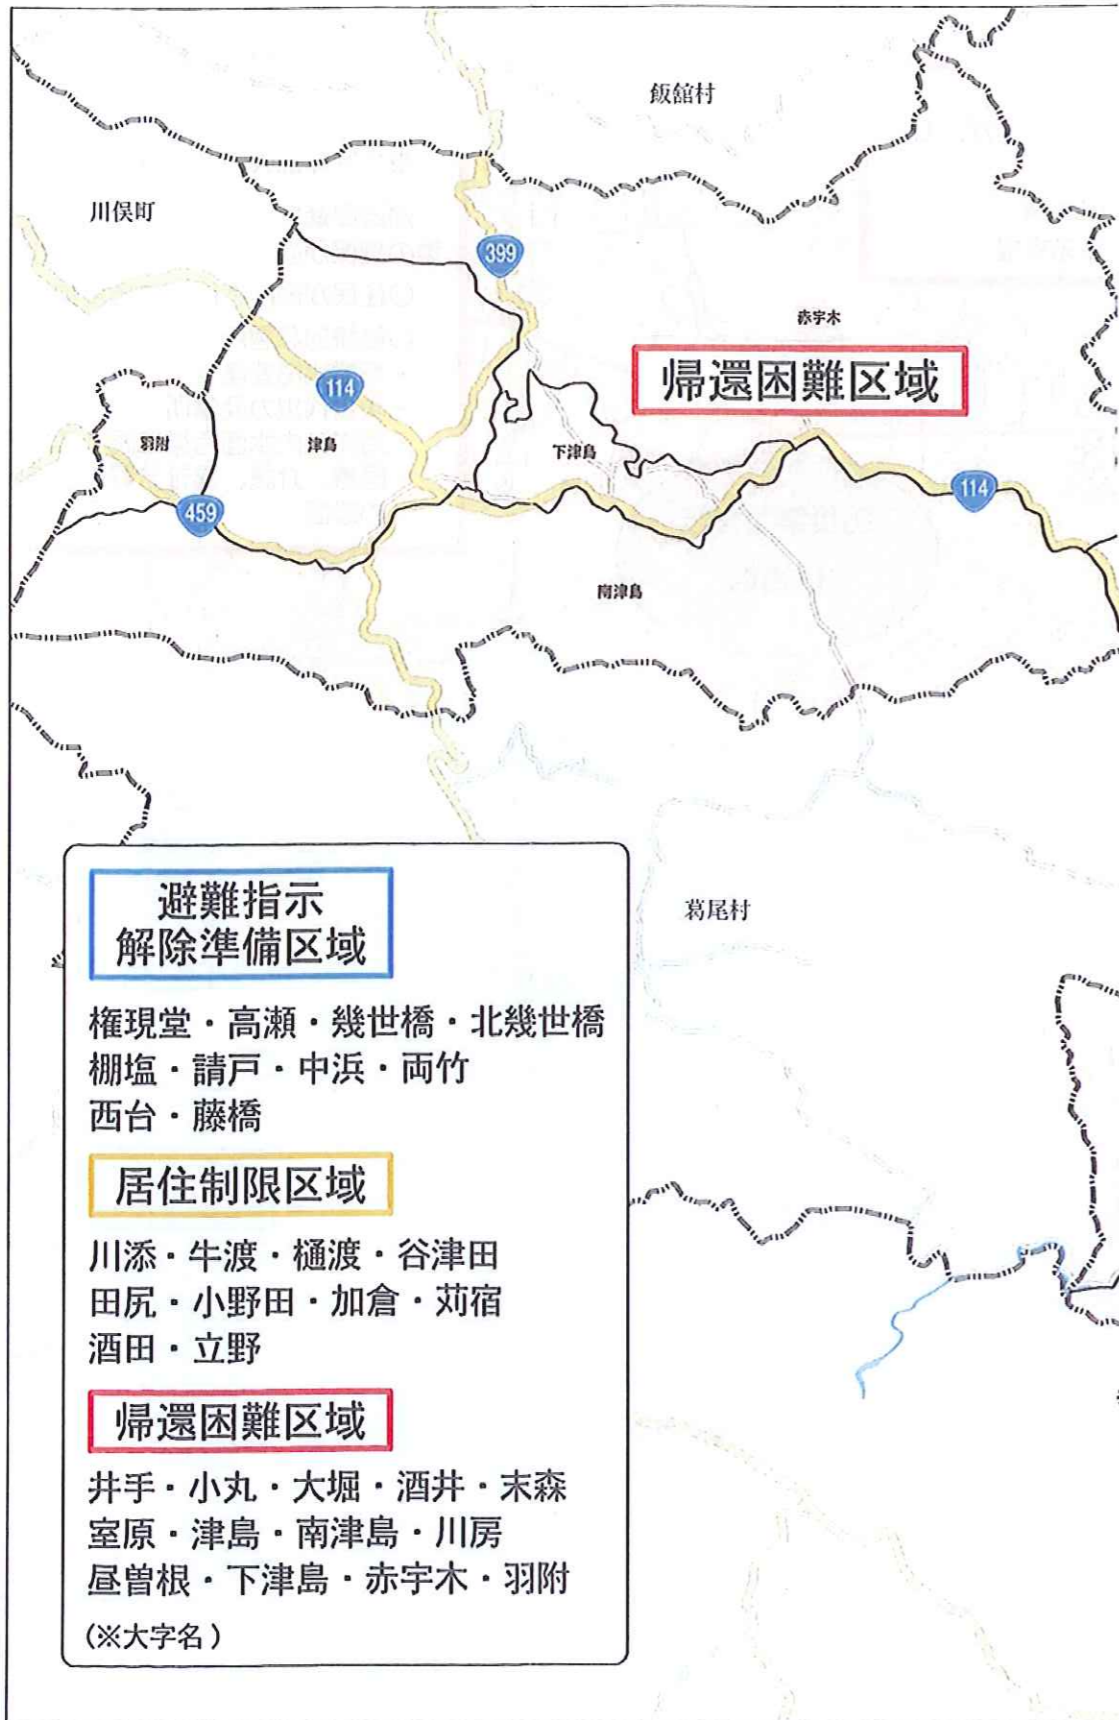 飯舘村
川俣町
399
赤宇木
帰還困難区域
114
羽附
津島
下津島
114
459
南津島
葛尾村
避難指示
解除準備区域
権現堂・高瀬・幾世橋・北幾世橋
棚塩・請戸・中浜・両竹
西台・藤橋
居住制限区域
川添・牛渡・樋渡・谷津田
田尻・小野田・加倉・苅宿
酒田・立野
帰還困難区域
井手・小丸・大堀・酒井・末森
室原・津島・南津島・川房
昼曽根・下津島・赤宇木・羽附
(※大字名)